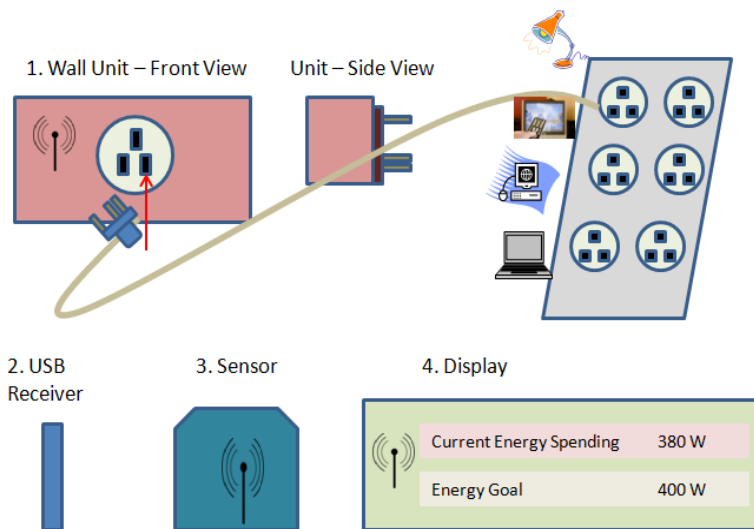 1. Wall Unit – Front View
Unit – Side View
2. USB
Receiver
3. Sensor
4. Display
Current Energy Spending 380 W
Energy Goal 400 W